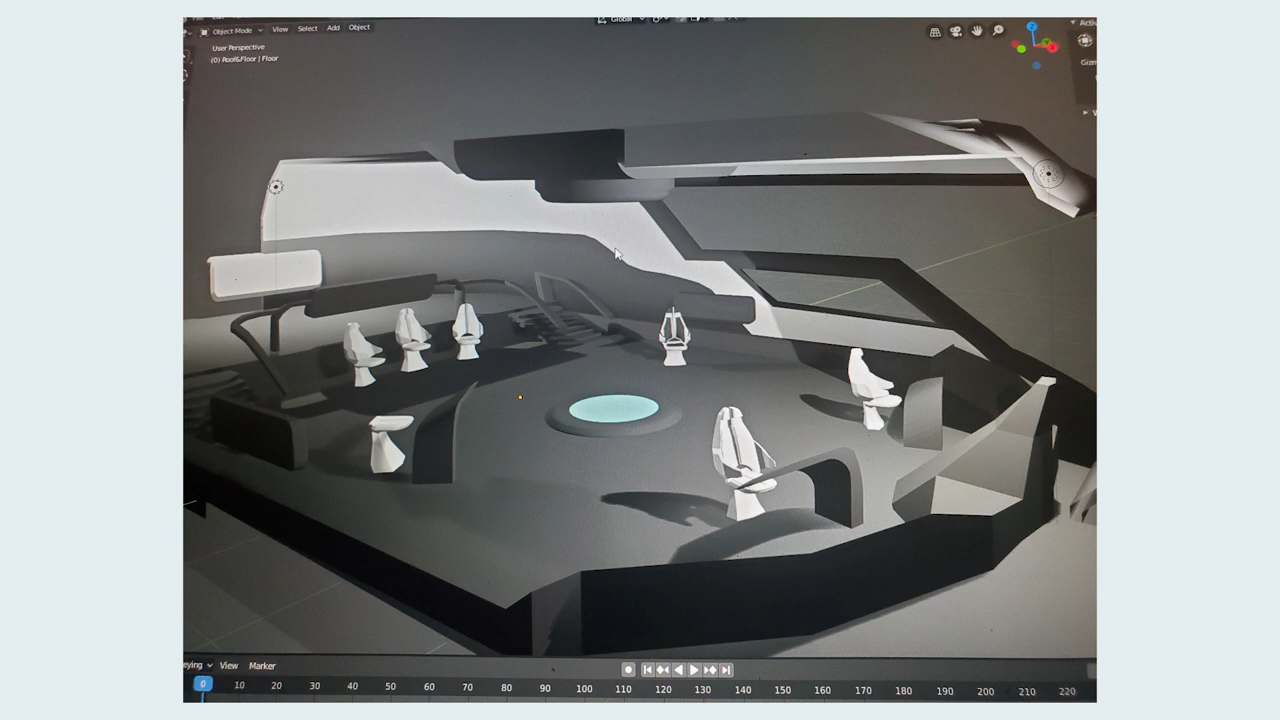 Global
Object Mode View Select Add Object
User Perspective
(0) Roof&Floor | Floor
View Marker
0 10 20 30 40 50 60 70 80 90 100 110 120 130 140 150 160 170 180 190 200 210 220